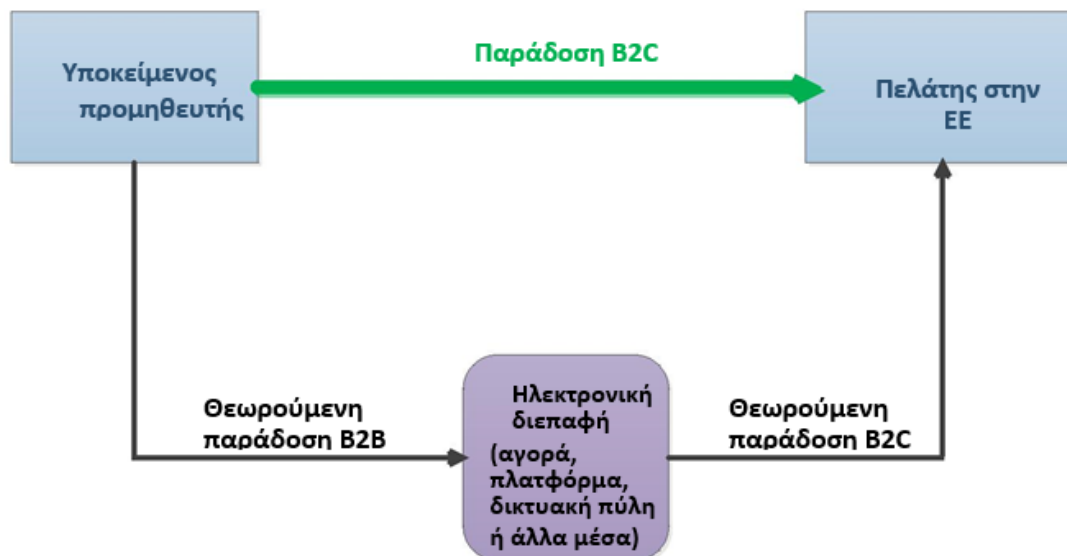 Παράδοση B2C
Υποκείμενος
προμηθευτής
Πελάτης στην
ΕΕ
Θεωρούμενη
παράδοση B2B
Ηλεκτρονική
διεπαφή
(αγορά,
πλατφόρμα,
δικτυακή πύλη
ή άλλα μέσα)
Θεωρούμενη
παράδοση B2C